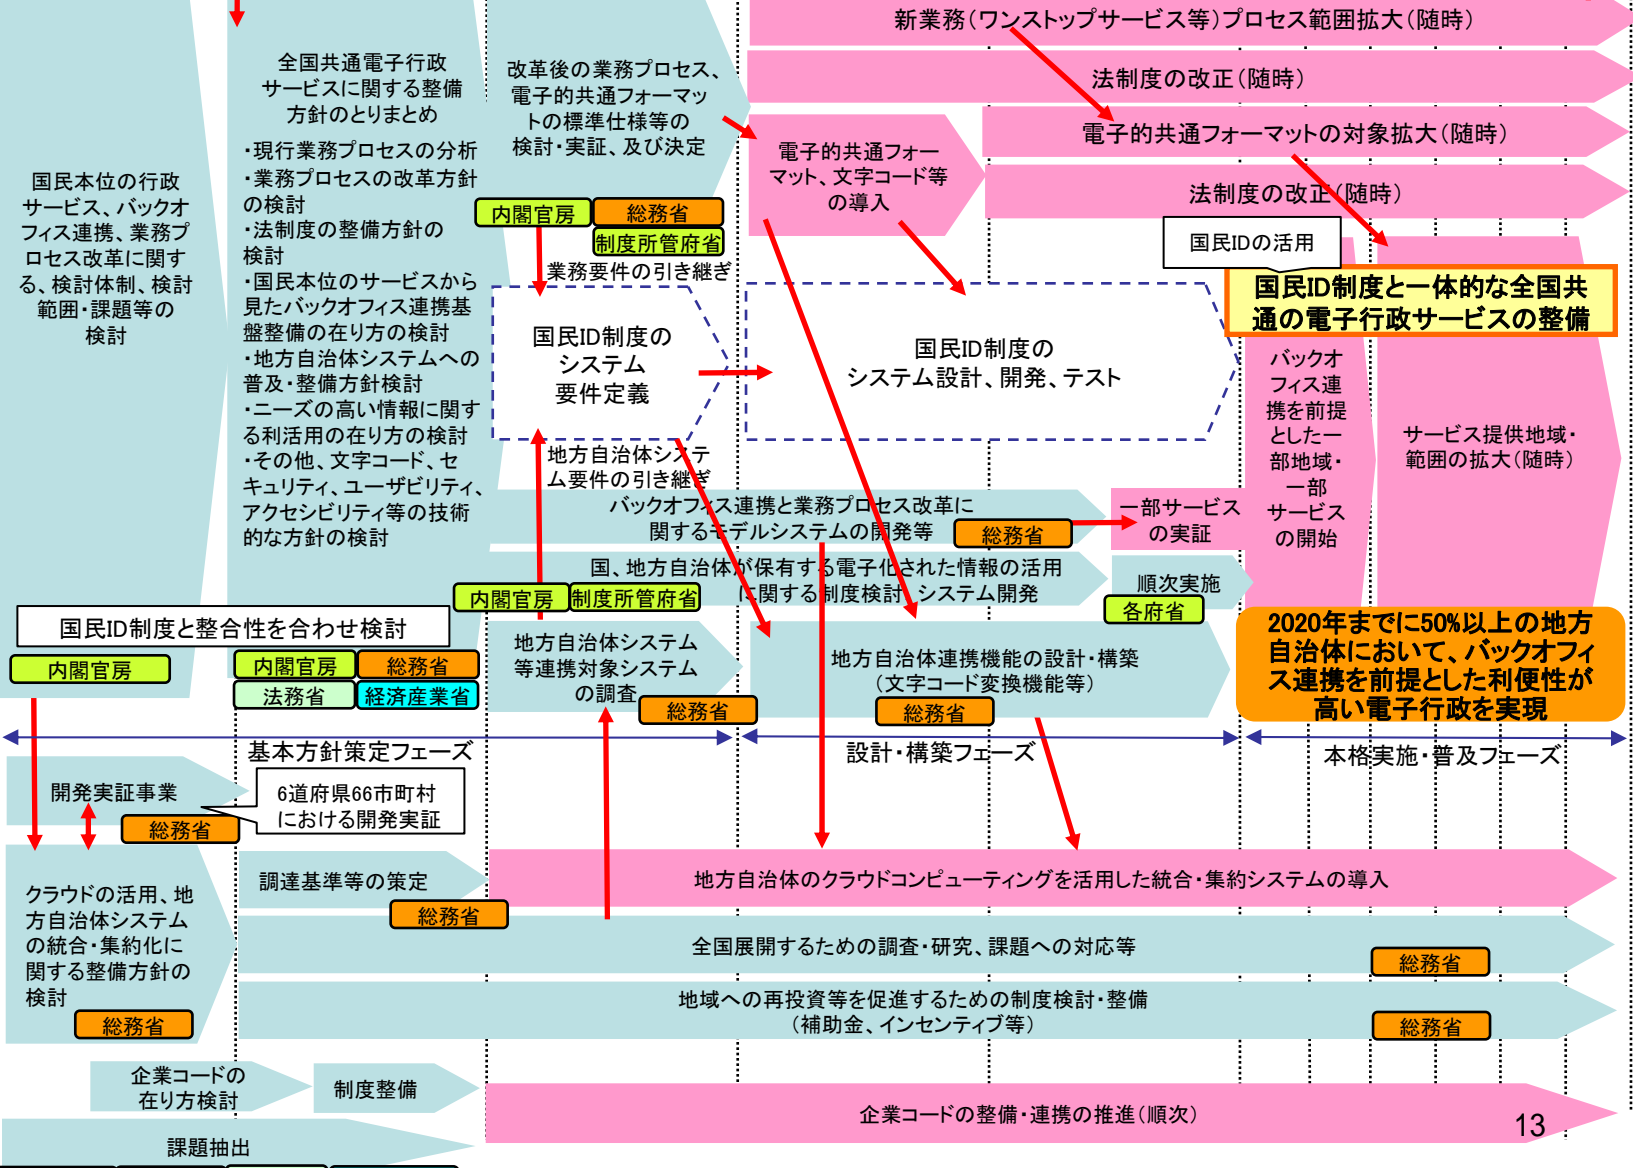 新業務(ワンストップサービス等)プロセス範囲拡大(随時)
法制度の改正(随時)
電子的共通フォーマットの対象拡大(随時)
法制度の改正(随時)
国民本位の行政
サービス、バックオ
フィス連携、業務プ
ロセス改革に関す
る、検討体制、検討
範囲・課題等の
検討
全国共通電子行政
サービスに関する整備
方針のとりまとめ
・現行業務プロセスの分析
・業務プロセスの改革方針
の検討
・法制度の整備方針の
検討
・国民本位のサービスから
見たバックオフィス連携基
盤整備の在り方の検討
・地方自治体システムへの
普及・整備方針検討
・ニーズの高い情報に関す
る利活用の在り方の検討
・その他、文字コード、セ
キュリティ、ユーザビリティ、
アクセシビリティ等の技術
的な方針の検討
改革後の業務プロセス、
電子的共通フォーマッ
トの標準仕様等の
検討・実証、及び決定
内閣官房
総務省
制度所管府省
業務要件の引き継ぎ
電子的共通フォー
マット、文字コード等
の導入
国民IDの活用
国民ID制度と一体的な全国共
通の電子行政サービスの整備
国民ID制度の
システム
要件定義
国民ID制度の
システム設計、開発、テスト
バックオ
フィス連
携を前提
とした一
部地域・
一部
サービス
の開始
サービス提供地域・
範囲の拡大(随時)
地方自治体システ
ム要件の引き継ぎ
バックオフィス連携と業務プロセス改革に
関するモデルシステムの開発等
総務省
一部サービス
の実証
国、地方自治体が保有する電子化された情報の活用
に関する制度検討、システム開発
内閣官房
制度所管府省
順次実施
各府省
国民ID制度と整合性を合わせ検討
内閣官房
内閣官房
総務省
法務省
経済産業省
地方自治体システム
等連携対象システム
の調査
総務省
地方自治体連携機能の設計・構築
(文字コード変換機能等)
総務省
2020年までに50%以上の地方
自治体において、バックオフィ
ス連携を前提とした利便性が
高い電子行政を実現
基本方針策定フェーズ
設計・構築フェーズ
本格実施・普及フェーズ
開発実証事業
総務省
6道府県66市町村
における開発実証
クラウドの活用、地
方自治体システム
の統合・集約化に
関する整備方針の
検討
総務省
調達基準等の策定
総務省
地方自治体のクラウドコンピューティングを活用した統合・集約システムの導入
全国展開するための調査・研究、課題への対応等
総務省
地域への再投資等を促進するための制度検討・整備
(補助金、インセンティブ等)
総務省
企業コードの
在り方検討
制度整備
企業コードの整備・連携の推進(順次)
課題抽出
13